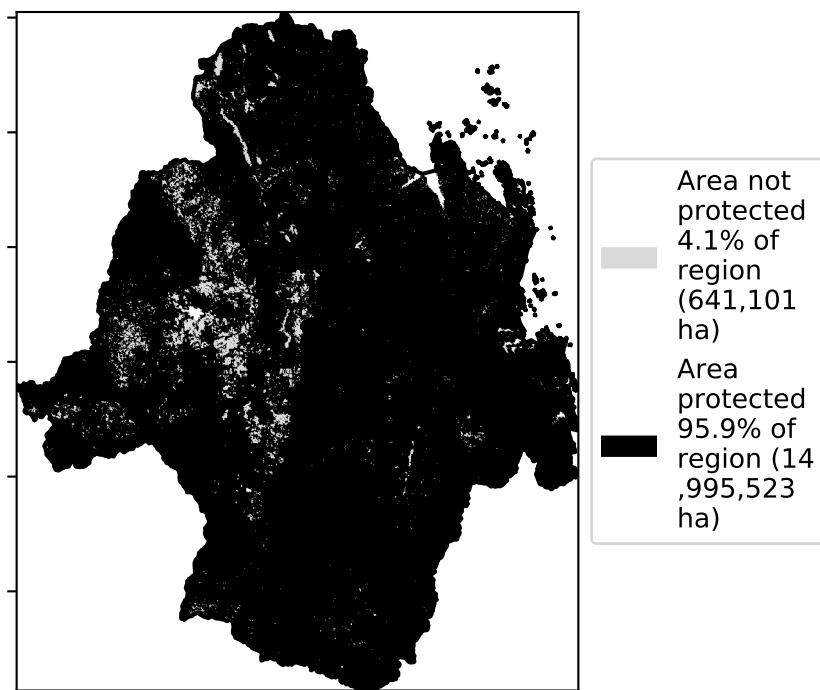 Area not
protected
4.1% of
region
(641,101
ha)
Area
protected
95.9% of
region (14
,995,523
ha)